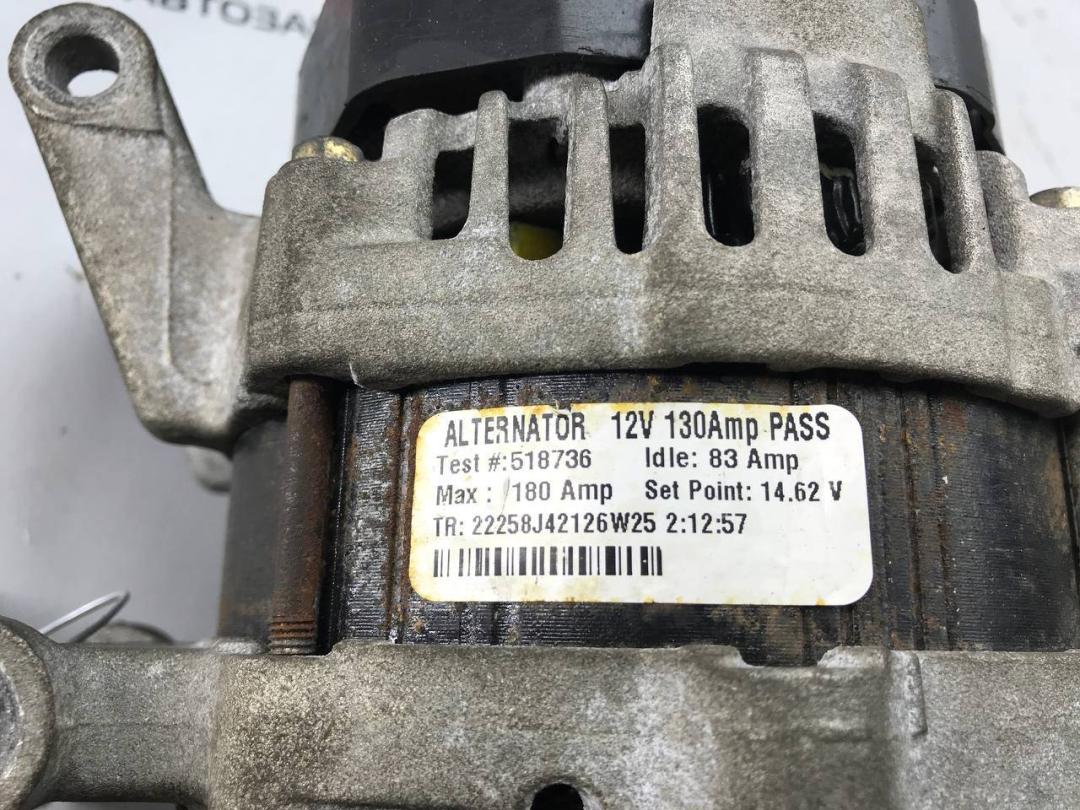 АВТОЗА
ALTERNATOR 12V 130Amp PASS
Test #:518736 Idle: 83 Amp
Max : 180 Amp Set Point: 14.62 V
TR: 22258J42126W25 2:12:57